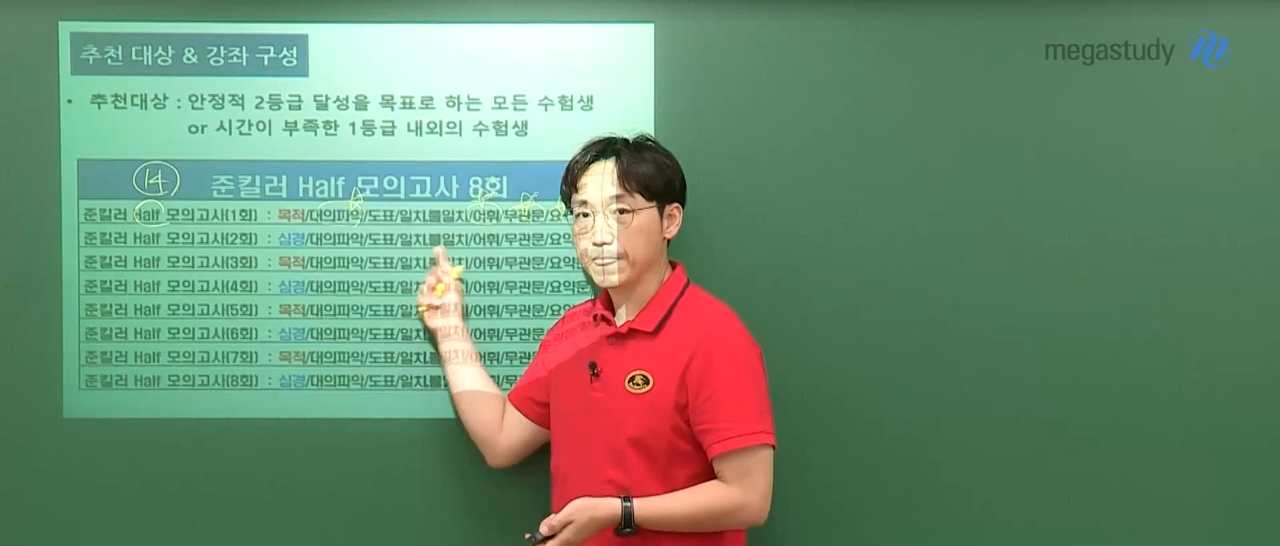 추천 대상 & 강좌 구성
megastudy
• 추천대상 : 안정적 2등급 달성을 목표로 하는 모든 수험생
or 시간이 부족한 1등급 내외의 수험생
14
준킬러 Half 모의고사 8회
준킬러 Half 모의고사(1회) : 목적/대의파악/도표/일치,불일치/어휘/무관문/요약
준킬러 Half 모의고사(2회) : 심경/대의파악/도표/일치,불일치/어휘/무관문/요약
준킬러 Half 모의고사(3회) : 목적/대의파악/도표/일치,불일치/어휘/무관문/요약
준킬러 Half 모의고사(4회) : 심경/대의파악/도표/일치,불일치/어휘/무관문/요약
준킬러 Half 모의고사(5회) : 목적/대의파악/도표/일치,불일치/어휘/무관문/요약
준킬러 Half 모의고사(6회) : 심경/대의파악/도표/일치,불일치/어휘/무관문
준킬러 Half 모의고사(7회) : 목적/대의파악/도표/일치,불일치/어휘
준킬러 Half 모의고사(8회) : 심경/대의파악/도표/일치,불일치